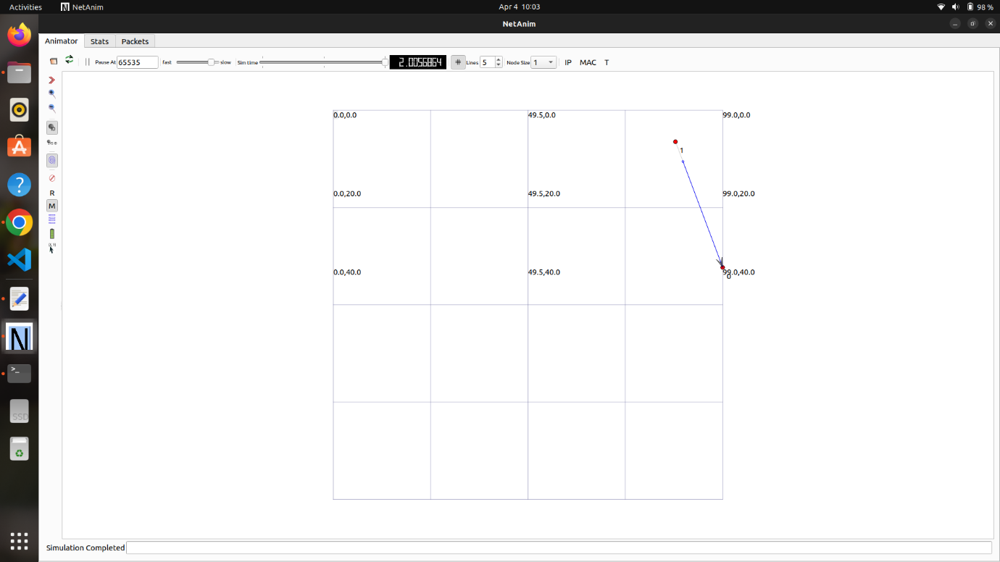 Activities NetAnim Apr 4 10:03 98 %
NetAnim
Animator Stats Packets
Pause At 65535 fast slow Sim time 2.0056864 # Lines 5 Node Size 1 IP MAC T
0.0,0.0 49.5,0.0 99.0,0.0
1
R
0.0,20.0 49.5,20.0 99.0,20.0
M
0.0,40.0 49.5,40.0 99.0,40.0
0
N
>_
SSD
Simulation Completed